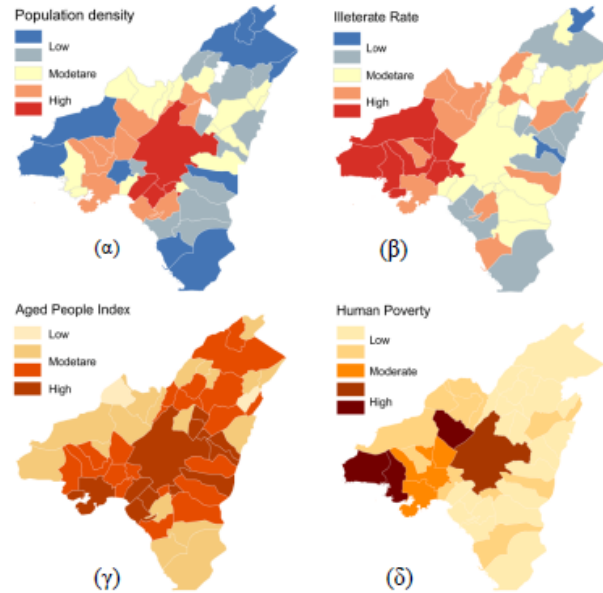 Population density
Low
Modetare
High
(α)
Illeterate Rate
Low
Modetare
High
(β)
Aged People Index
Low
Modetare
High
(γ)
Human Poverty
Low
Moderate
High
(δ)